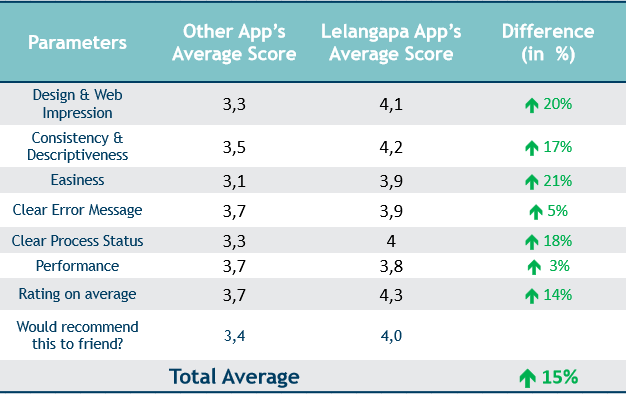 Parameters Other App's Average Score Lelangapa App's Average Score Difference (in %)
Design & Web Impression 3,3 4,1 20%
Consistency & Descriptiveness 3,5 4,2 17%
Easiness 3,1 3,9 21%
Clear Error Message 3,7 3,9 5%
Clear Process Status 3,3 4 18%
Performance 3,7 3,8 3%
Rating on average 3,7 4,3 14%
Would recommend this to friend? 3,4 4,0
Total Average 15%